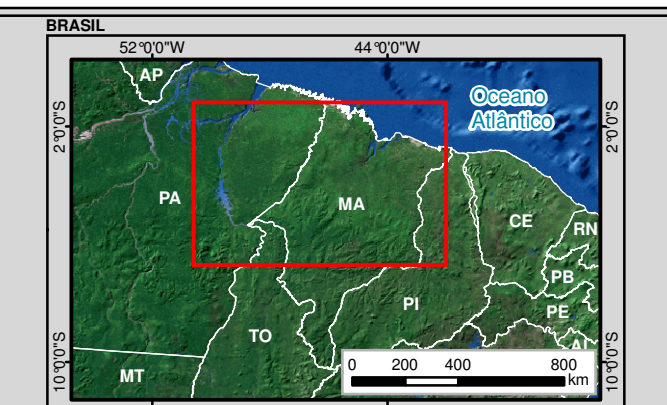 BRASIL
52°0'0"W
44°0'0"W
AP
Oceano
Atlântico
2°0'0"S
2°0'0"S
PA
MA
CE
RN
PB
PI
PE
TO
AL
MT
10°0'0"S
10°0'0"S
0 200 400 800
km